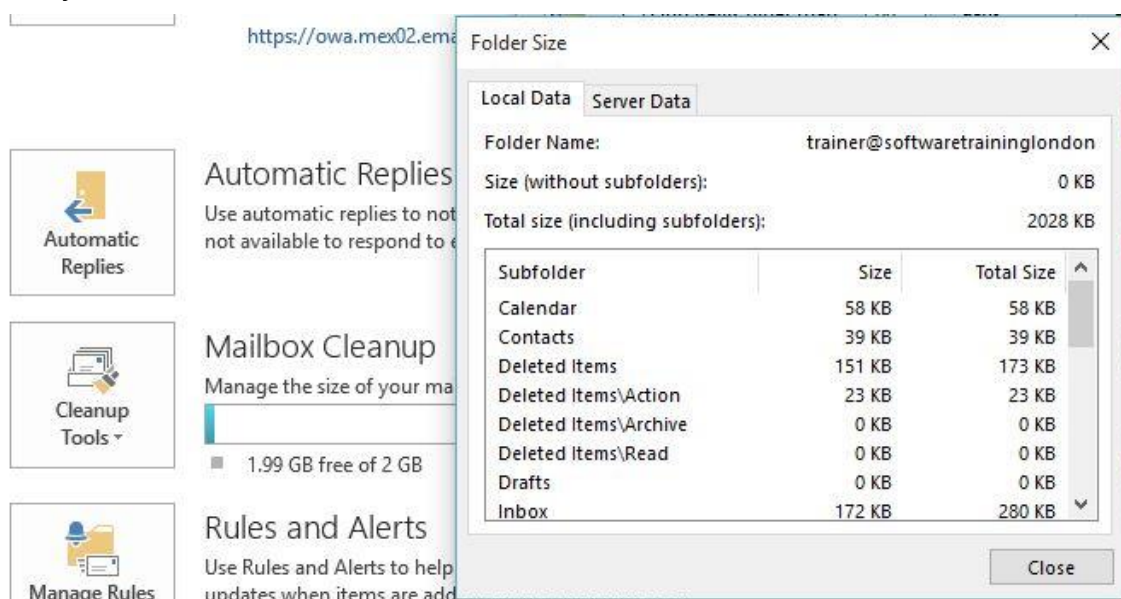 https://owa.mex02.ema
Automatic Replies
Automatic Replies
Use automatic replies to not
not available to respond to e
Cleanup Tools
Mailbox Cleanup
Manage the size of your ma
1.99 GB free of 2 GB
Manage Rules
Rules and Alerts
Use Rules and Alerts to help
updates when items are add
Folder Size
Local Data Server Data
Folder Name: trainer@softwaretraininglondon
Size (without subfolders): 0 KB
Total size (including subfolders): 2028 KB
Subfolder Size Total Size
Calendar 58 KB 58 KB
Contacts 39 KB 39 KB
Deleted Items 151 KB 173 KB
Deleted Items\Action 23 KB 23 KB
Deleted Items\Archive 0 KB 0 KB
Deleted Items\Read 0 KB 0 KB
Drafts 0 KB 0 KB
Inbox 172 KB 280 KB
Close